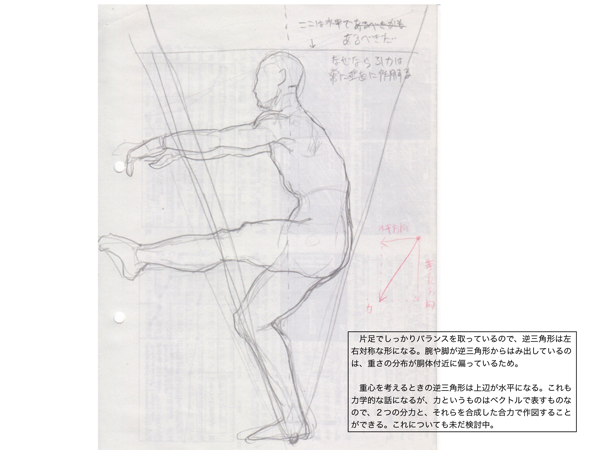 ここは水平で
あるべきだ
なぜなら引力は
常に垂直に作用する
力
　片足でしっかりバランスを取っているので、逆三角形は左
右対称な形になる。腕や脚が逆三角形からはみ出しているの
は、重さの分布が胴体付近に偏っているため。
　重心を考えるときの逆三角形は上辺が水平になる。これも
力学的な話になるが、力というものはベクトルで表すものな
ので、２つの分力と、それらを合成した合力で作図すること
ができる。これについても未だ検討中。